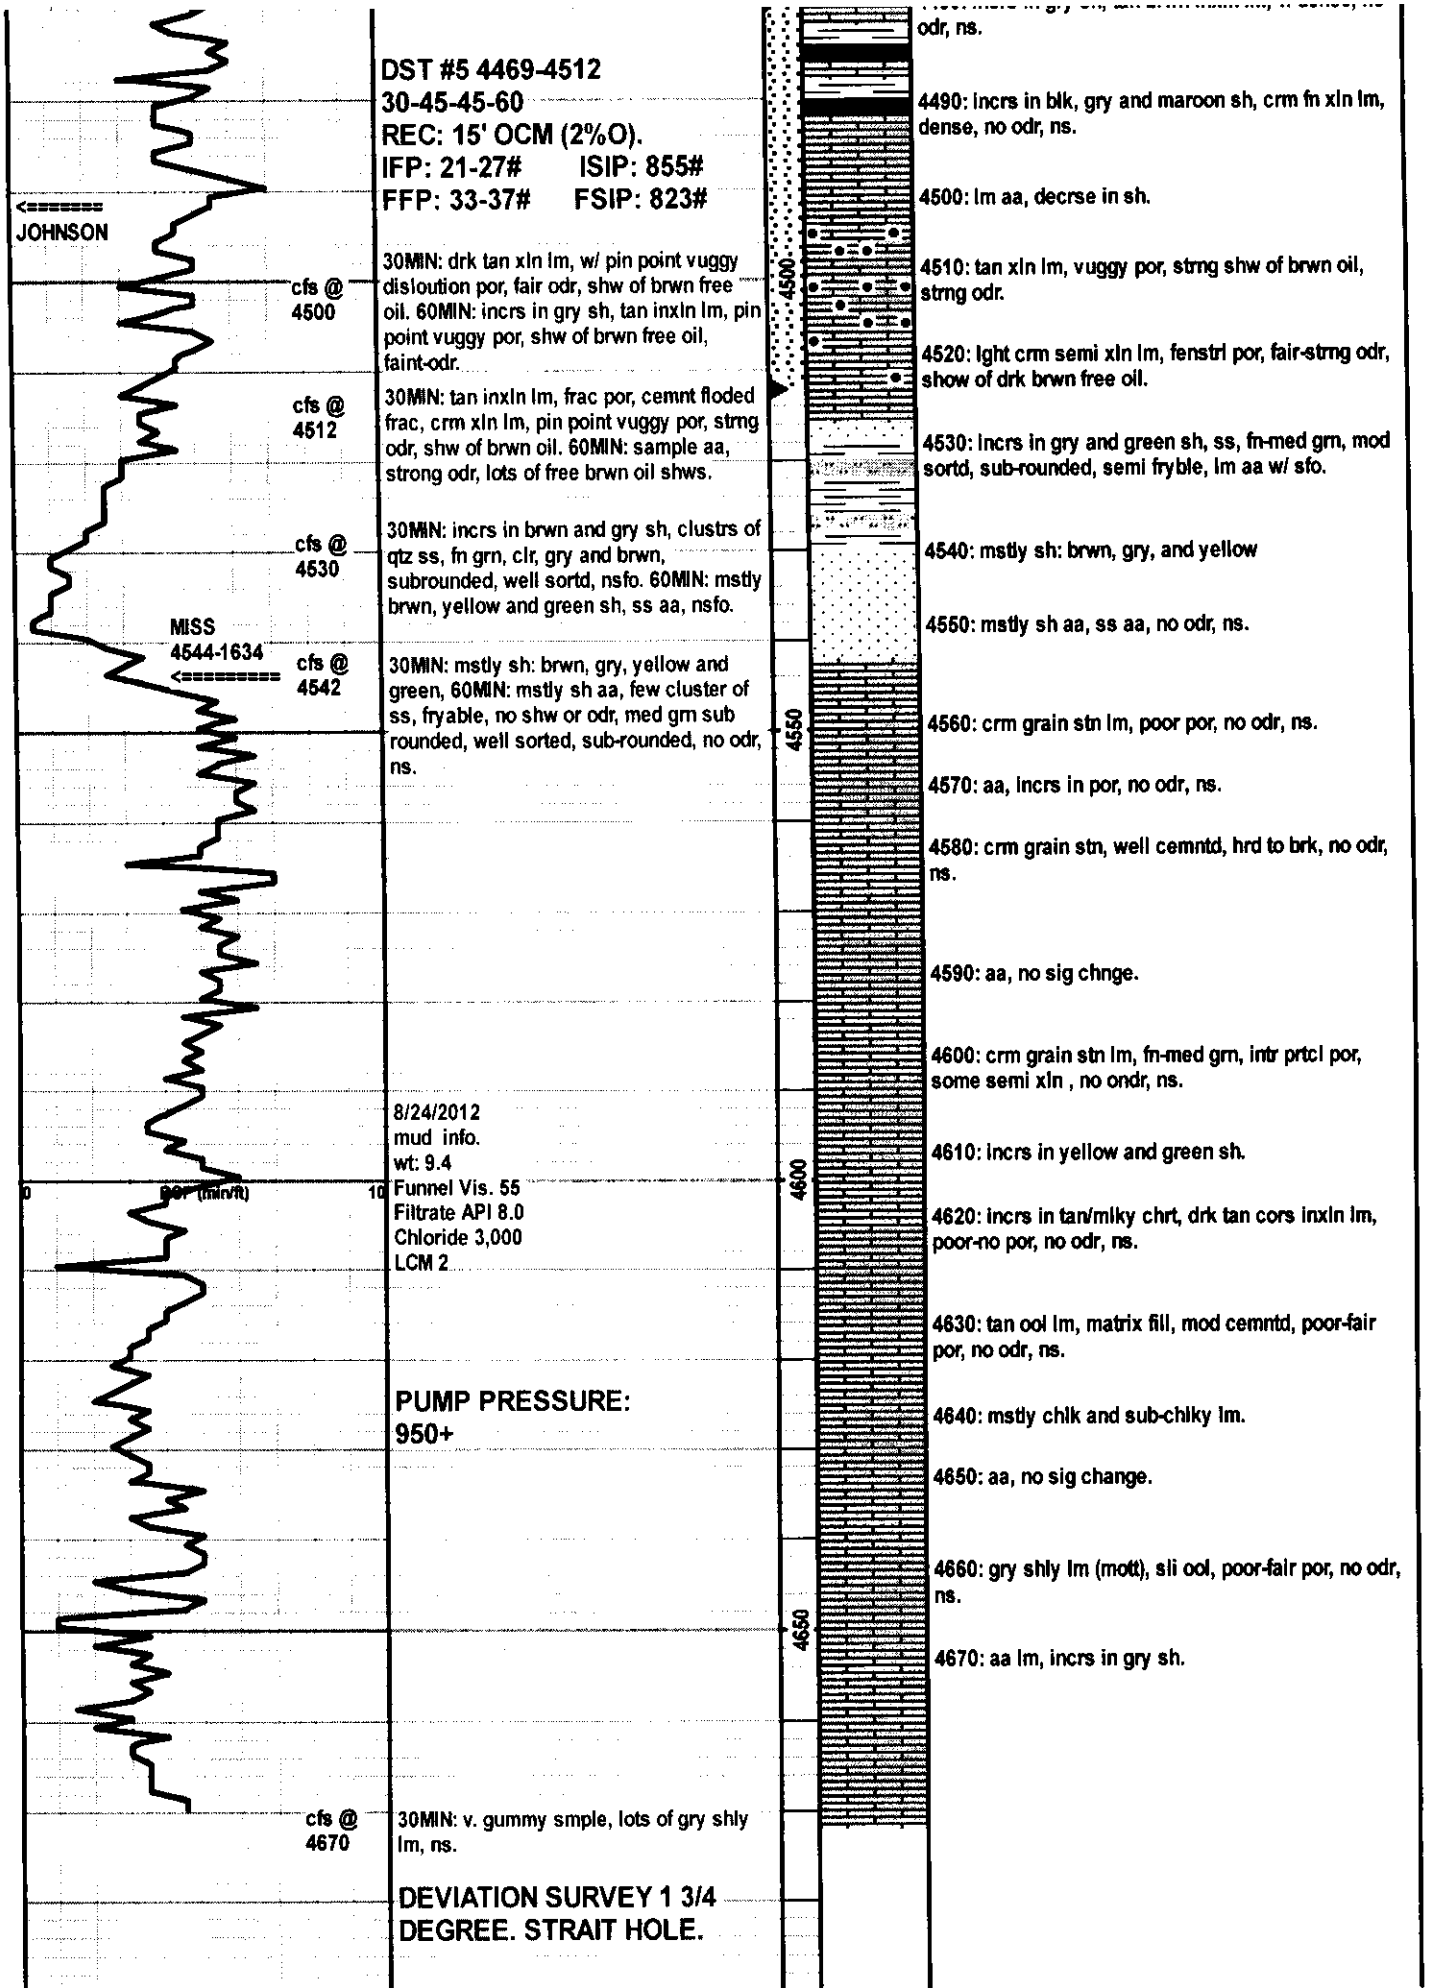 odr, ns.
DST #5 4469-4512
30-45-45-60
REC: 15' OCM (2%O).
IFP: 21-27# ISIP: 855#
FFP: 33-37# FSIP: 823#
4490: incrs in blk, gry and maroon sh, crm fn xln lm,
dense, no odr, ns.
4500: lm aa, decrse in sh.
<=======
JOHNSON
cfs @
4500
30MIN: drk tan xln lm, w/ pin point vuggy
disloution por, fair odr, shw of brwn free
oil. 60MIN: incrs in gry sh, tan inxln lm, pin
point vuggy por, shw of brwn free oil,
faint-odr.
4500
4510: tan xln lm, vuggy por, strng shw of brwn oil,
strng odr.
4520: lght crm semi xln lm, fenstrl por, fair-strng odr,
show of drk brwn free oil.
cfs @
4512
30MIN: tan inxln lm, frac por, cemnt floded
frac, crm xln lm, pin point vuggy por, strng
odr, shw of brwn oil. 60MIN: sample aa,
strong odr, lots of free brwn oil shws.
4530: incrs in gry and green sh, ss, fn-med grn, mod
sortd, sub-rounded, semi fryble, lm aa w/ sfo.
cfs @
4530
30MIN: incrs in brwn and gry sh, clustrs of
qtz ss, fn grn, clr, gry and brwn,
subrounded, well sortd, nsfo. 60MIN: mstly
brwn, yellow and green sh, ss aa, nsfo.
4540: mstly sh: brwn, gry, and yellow
4550: mstly sh aa, ss aa, no odr, ns.
MISS
4544-1634
<=========
cfs @
4542
30MIN: mstly sh: brwn, gry, yellow and
green, 60MIN: mstly sh aa, few cluster of
ss, fryable, no shw or odr, med grn sub
rounded, well sorted, sub-rounded, no odr,
ns.
4550
4560: crm grain stn lm, poor por, no odr, ns.
4570: aa, incrs in por, no odr, ns.
4580: crm grain stn, well cemntd, hrd to brk, no odr,
ns.
4590: aa, no sig chnge.
4600: crm grain stn lm, fn-med grn, intr prtcl por,
some semi xln , no ondr, ns.
8/24/2012
mud info.
wt: 9.4
Funnel Vis. 55
Filtrate API 8.0
Chloride 3,000
LCM 2
0 ROP (min/ft) 10
4600
4610: incrs in yellow and green sh.
4620: incrs in tan/mlky chrt, drk tan cors inxln lm,
poor-no por, no odr, ns.
4630: tan ool lm, matrix fill, mod cemntd, poor-fair
por, no odr, ns.
PUMP PRESSURE:
950+
4640: mstly chlk and sub-chlky lm.
4650: aa, no sig change.
4660: gry shly lm (mott), sli ool, poor-fair por, no odr,
ns.
4650
4670: aa lm, incrs in gry sh.
cfs @
4670
30MIN: v. gummy smple, lots of gry shly
lm, ns.
DEVIATION SURVEY 1 3/4
DEGREE. STRAIT HOLE.